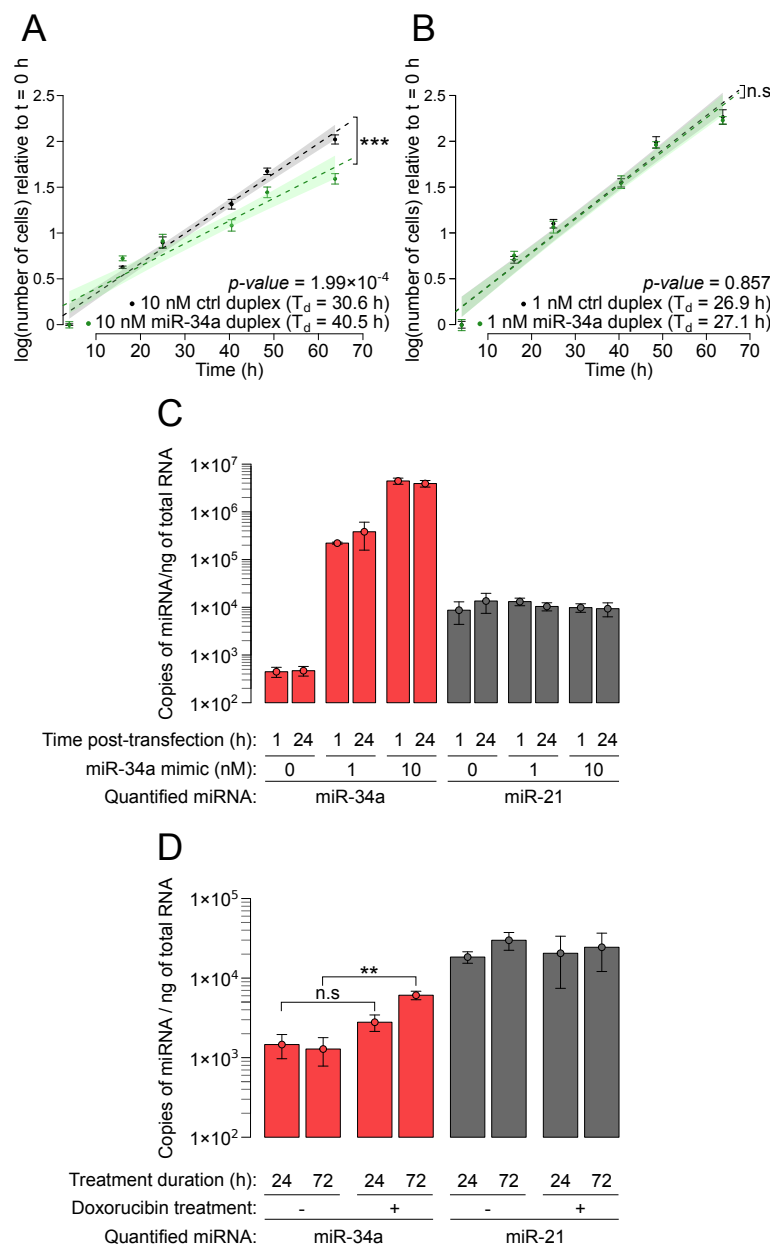 A
log(number of cells) relative to t = 0 h
2.5
2
1.5
1
0.5
0
***
p-value = 1.99×10⁻⁴
10 nM ctrl duplex (T_d = 30.6 h)
10 nM miR-34a duplex (T_d = 40.5 h)
10 20 30 40 50 60 70
Time (h)
B
log(number of cells) relative to t = 0 h
2.5
2
1.5
1
0.5
0
n.s
p-value = 0.857
1 nM ctrl duplex (T_d = 26.9 h)
1 nM miR-34a duplex (T_d = 27.1 h)
10 20 30 40 50 60 70
Time (h)
C
Copies of miRNA/ng of total RNA
1×10⁷
1×10⁶
1×10⁵
1×10⁴
1×10³
1×10²
Time post-transfection (h): 1 24 1 24 1 24 1 24 1 24 1 24
miR-34a mimic (nM): 0 1 10 0 1 10
Quantified miRNA: miR-34a miR-21
D
Copies of miRNA / ng of total RNA
1×10⁵
1×10⁴
1×10³
1×10²
**
n.s
Treatment duration (h): 24 72 24 72 24 72 24 72
Doxorucibin treatment: - + - +
Quantified miRNA: miR-34a miR-21